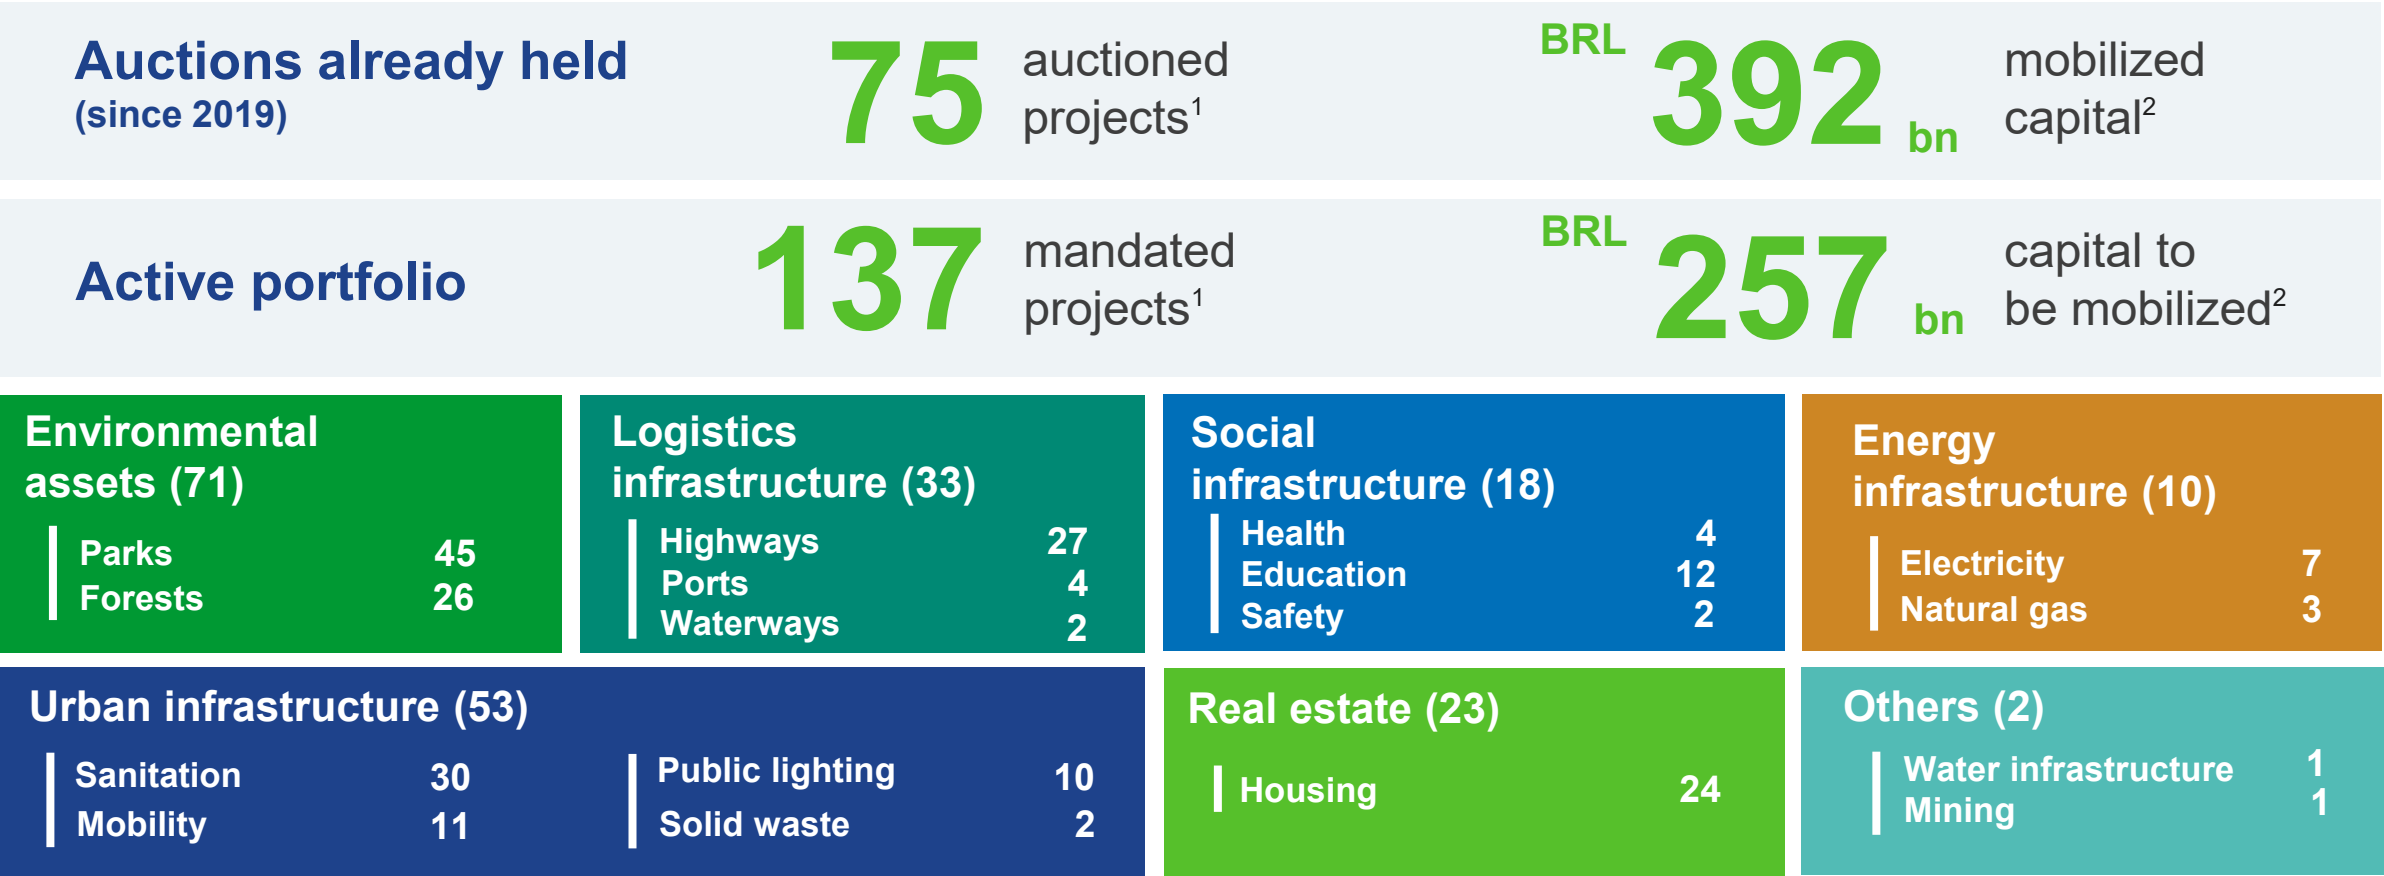 Auctions already held
(since 2019)
75
auctioned
projects¹
BRL 392 bn
mobilized
capital²
Active portfolio
137
mandated
projects¹
BRL 257 bn
capital to
be mobilized²
Environmental
assets (71)
Parks 45
Forests 26
Logistics
infrastructure (33)
Highways 27
Ports 4
Waterways 2
Social
infrastructure (18)
Health 4
Education 12
Safety 2
Energy
infrastructure (10)
Electricity 7
Natural gas 3
Urban infrastructure (53)
Sanitation 30
Mobility 11
Public lighting 10
Solid waste 2
Real estate (23)
Housing 24
Others (2)
Water infrastructure 1
Mining 1